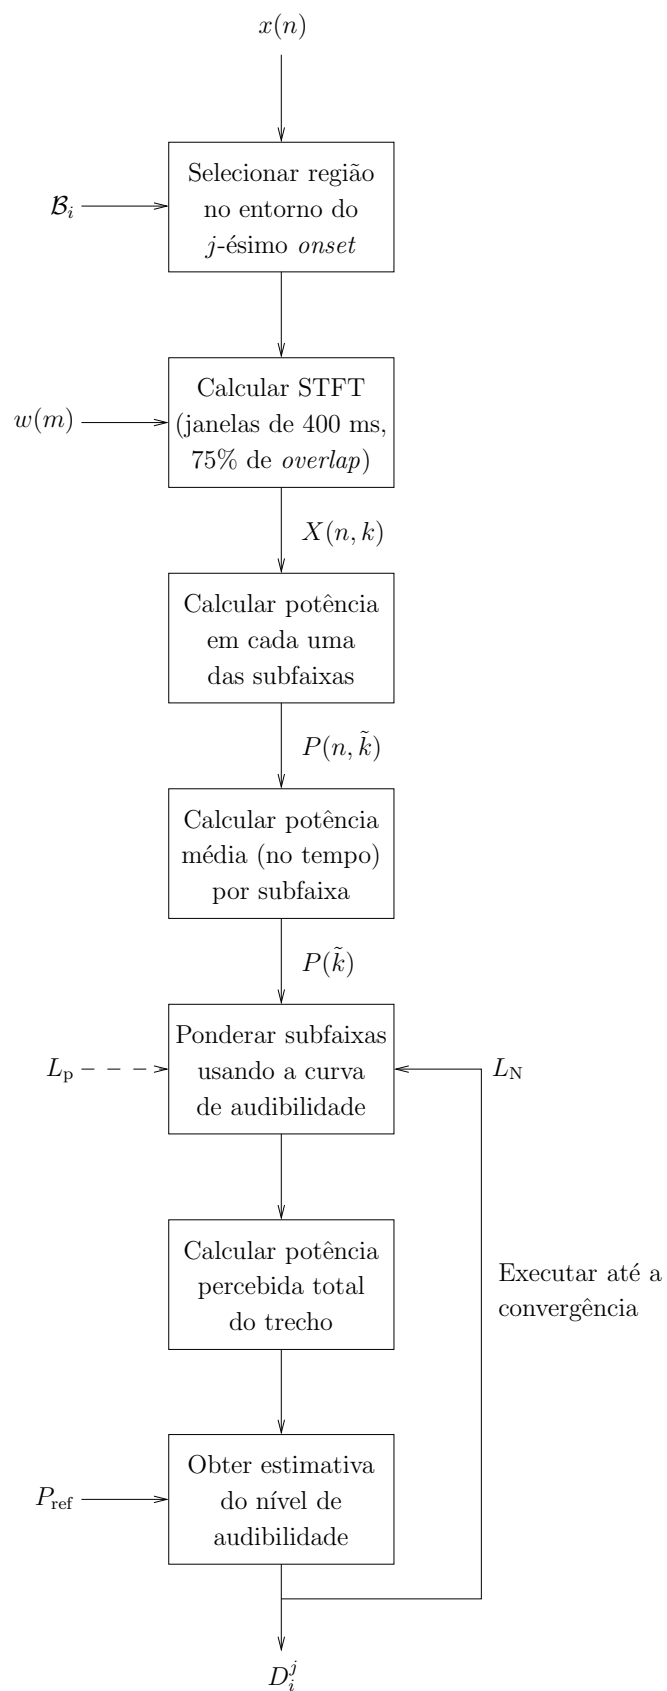 x(n)
Selecionar região
no entorno do
j-ésimo onset
ℬᵢ
Calcular STFT
(janelas de 400 ms,
75% de overlap)
w(m)
X(n, k)
Calcular potência
em cada uma
das subfaixas
P(n, k̃)
Calcular potência
média (no tempo)
por subfaixa
P(k̃)
Ponderar subfaixas
usando a curva
de audibilidade
L_p
L_N
Calcular potência
percebida total
do trecho
Executar até a
convergência
Obter estimativa
do nível de
audibilidade
P_ref
D_i^j